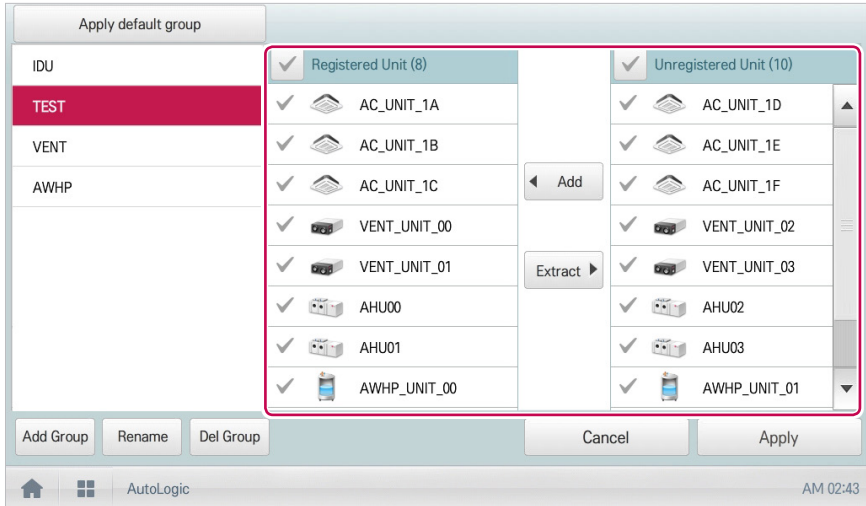 Apply default group
IDU
TEST
VENT
AWHP
Registered Unit (8)
AC_UNIT_1A
AC_UNIT_1B
AC_UNIT_1C
VENT_UNIT_00
VENT_UNIT_01
AHU00
AHU01
AWHP_UNIT_00
Add
Extract
Unregistered Unit (10)
AC_UNIT_1D
AC_UNIT_1E
AC_UNIT_1F
VENT_UNIT_02
VENT_UNIT_03
AHU02
AHU03
AWHP_UNIT_01
Add Group Rename Del Group Cancel Apply
AutoLogic AM 02:43